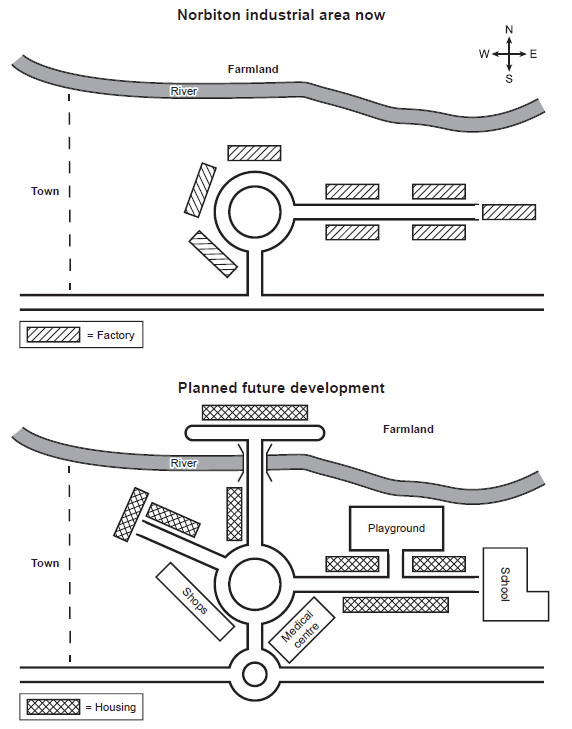 Norbiton industrial area now
N
W E
S
Farmland
River
Town
= Factory
Planned future development
Farmland
River
Playground
Town
School
Shops
Medical
centre
= Housing